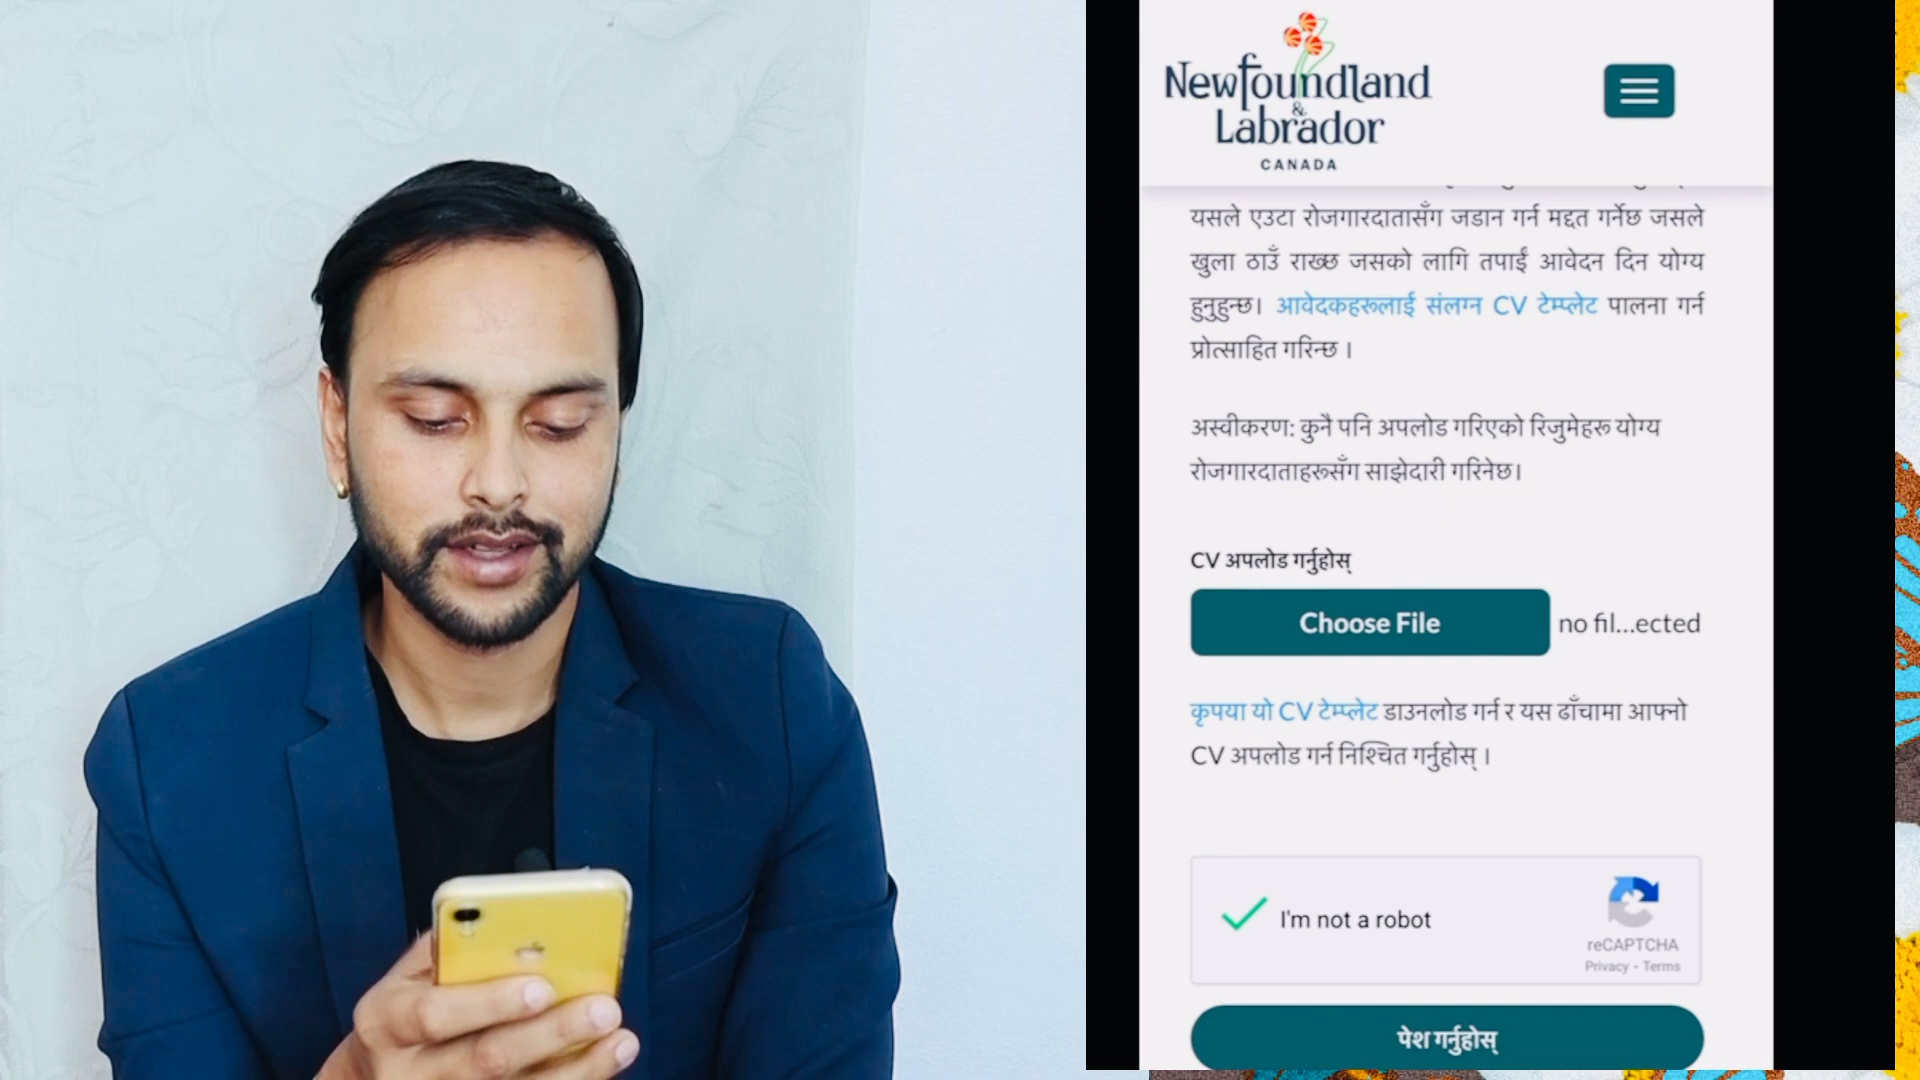 Newfoundland
&
Labrador
CANADA
यसले एउटा रोजगारदातासँग जडान गर्न मद्दत गर्नेछ जसले
खुला ठाउँ राख्छ जसको लागि तपाईं आवेदन दिन योग्य
हुनुहुन्छ। आवेदकहरूलाई संलग्न CV टेम्प्लेट पालना गर्न
प्रोत्साहित गरिन्छ ।
अस्वीकरण: कुनै पनि अपलोड गरिएको रिजुमेहरू योग्य
रोजगारदाताहरूसँग साझेदारी गरिनेछ।
CV अपलोड गर्नुहोस्
Choose File no fil...ected
कृपया यो CV टेम्प्लेट डाउनलोड गर्न र यस ढाँचामा आफ्नो
CV अपलोड गर्न निश्चित गर्नुहोस् ।
I'm not a robot
reCAPTCHA
Privacy - Terms
पेश गर्नुहोस्